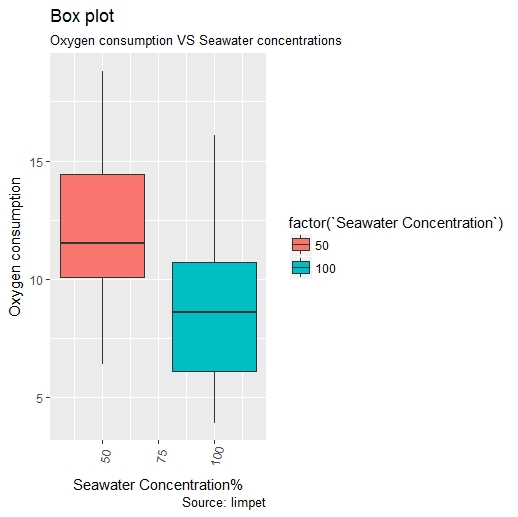 Box plot
Oxygen consumption VS Seawater concentrations
Oxygen consumption
15
10
5
50
75
100
Seawater Concentration%
Source: limpet
factor(`Seawater Concentration`)
50
100